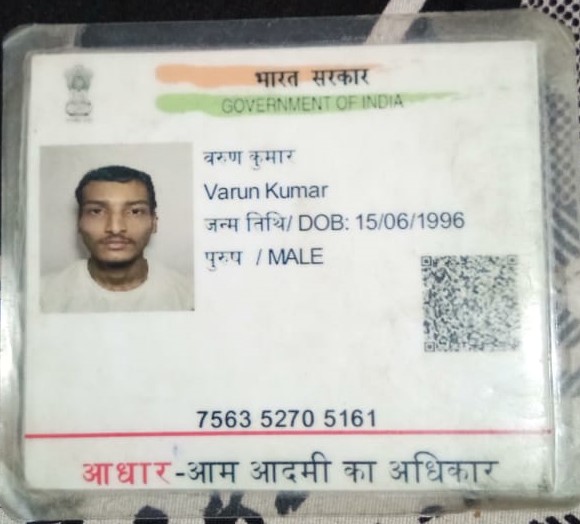 भारत सरकार
GOVERNMENT OF INDIA
वरुण कुमार
Varun Kumar
जन्म तिथि/ DOB: 15/06/1996
पुरुष / MALE
7563 5270 5161
आधार-आम आदमी का अधिकार